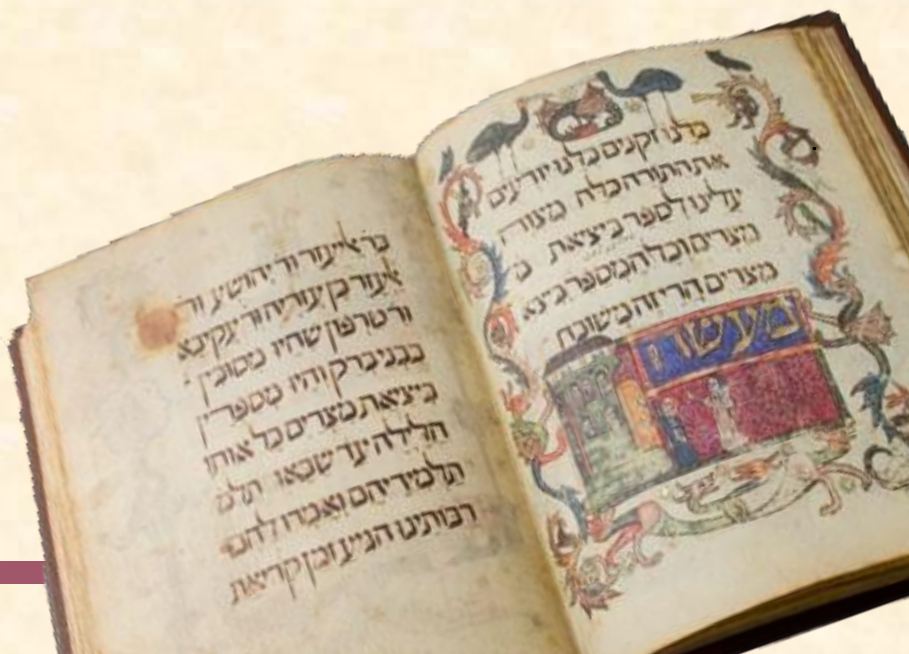 כלנו זקנים כלנו יודעים
את התורה כלה מצוה
עלינו לספר ביציאת מ
מצרים וכל המספר ביצא
מצרים הרי זה משובח
מעשה
בר׳ אליעזר ור׳ יהושע ור׳
אלעזר בן עזריה ור׳ עקיבא
ור׳ טרפון שהיו מסובין
בבני ברק והיו מספרין
ביציאת מצרים כל אותו
הלילה עד שבאו תלמ
תלמידיהם ואמרו להם
רבותינו הגיע זמן קריאת